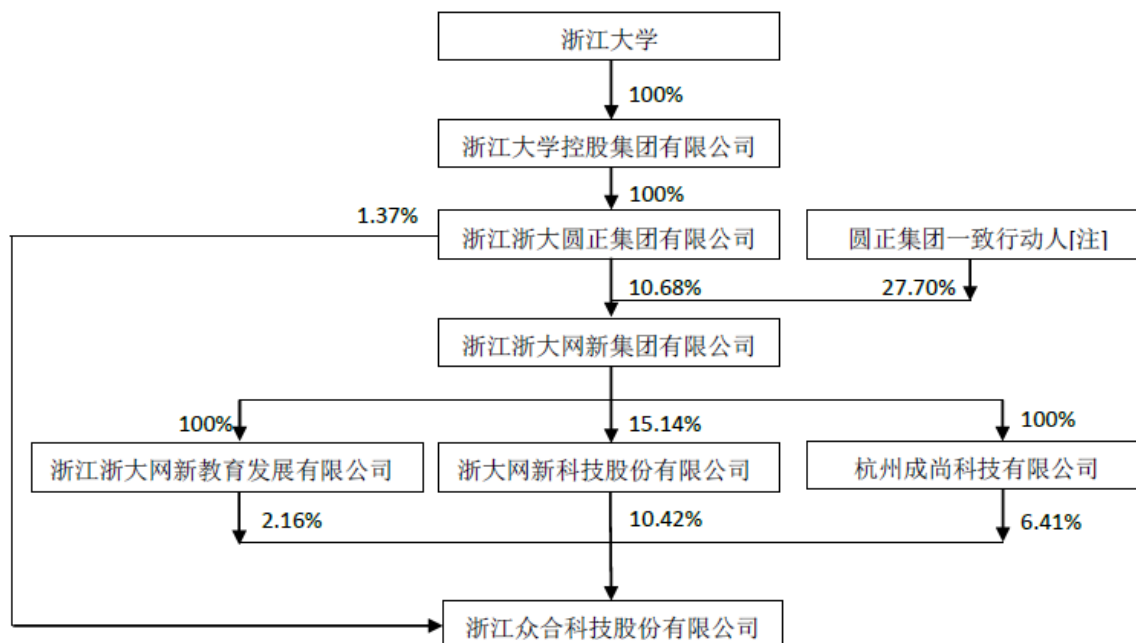 浙江大学
100%
浙江大学控股集团有限公司
100%
1.37%
浙江浙大圆正集团有限公司
圆正集团一致行动人[注]
10.68%
27.70%
浙江浙大网新集团有限公司
100%
15.14%
100%
浙江浙大网新教育发展有限公司
浙大网新科技股份有限公司
杭州成尚科技有限公司
2.16%
10.42%
6.41%
浙江众合科技股份有限公司